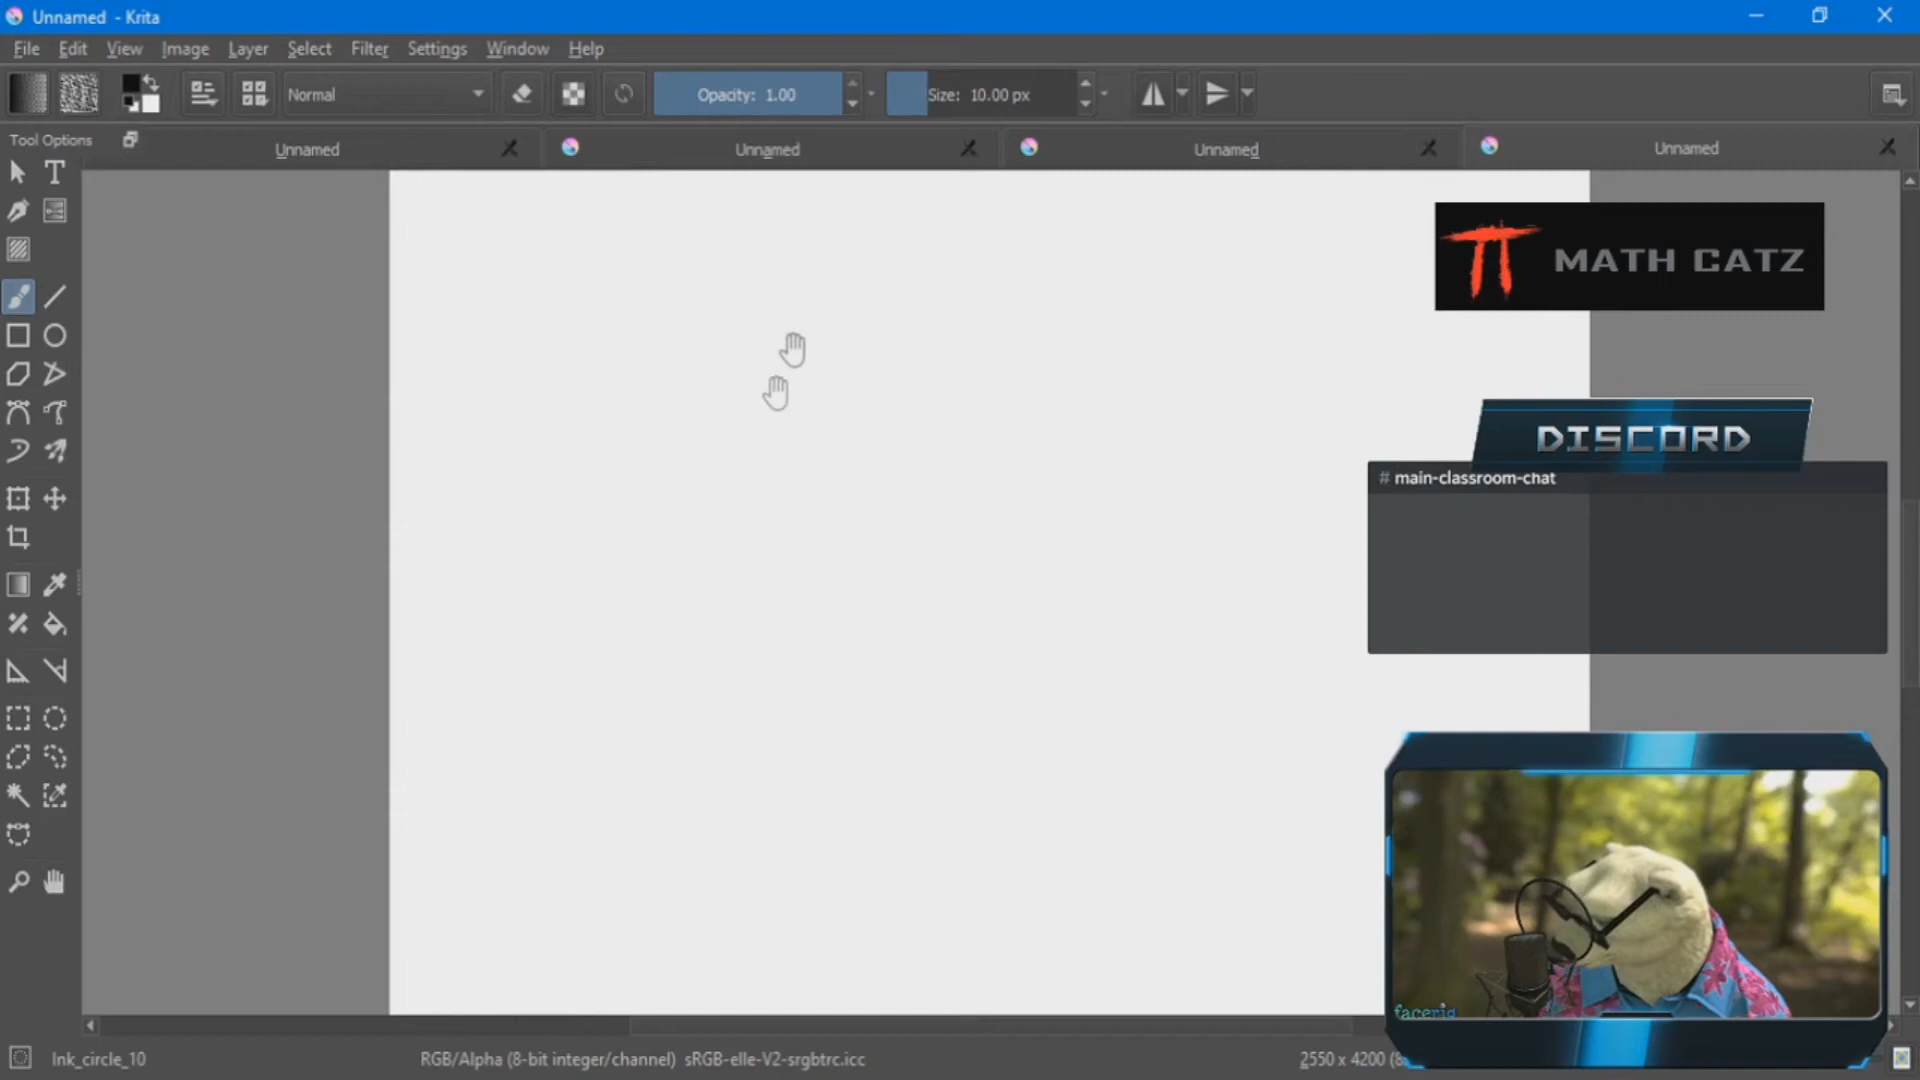 Unnamed - Krita
File Edit View Image Layer Select Filter Settings Window Help
Normal Opacity: 1.00 Size: 10.00 px
Tool Options
Unnamed Unnamed Unnamed Unnamed
T
MATH CATZ
DISCORD
# main-classroom-chat
facerig
Ink_circle_10 RGB/Alpha (8-bit integer/channel) sRGB-elle-V2-srgbtrc.icc 2550 x 4200